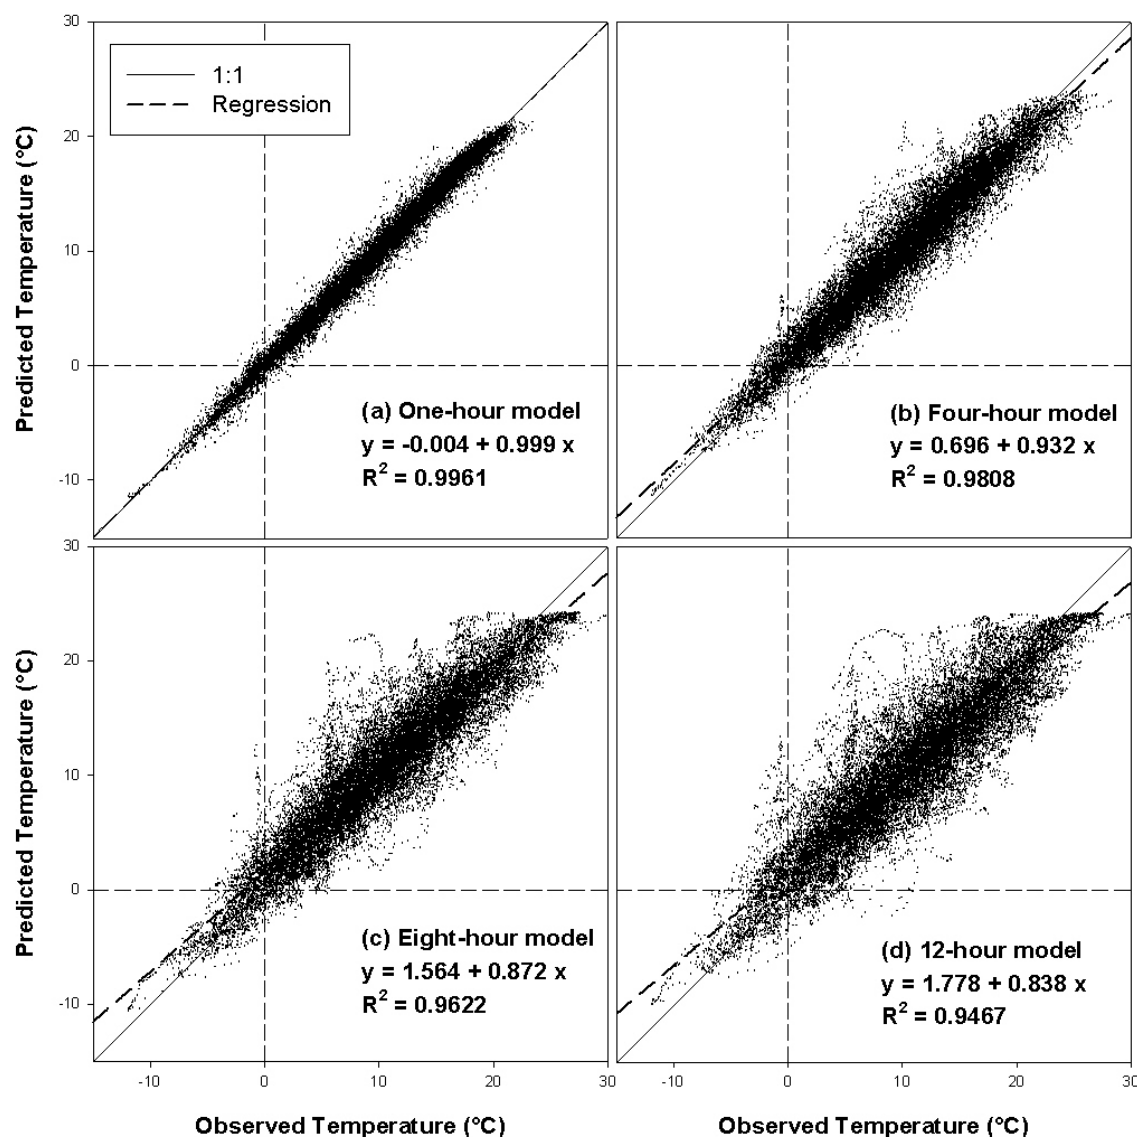 30
20
10
0
-10
Predicted Temperature (°C)
1:1
Regression
(a) One-hour model
y = -0.004 + 0.999 x
R² = 0.9961
(b) Four-hour model
y = 0.696 + 0.932 x
R² = 0.9808
30
20
10
0
-10
Predicted Temperature (°C)
(c) Eight-hour model
y = 1.564 + 0.872 x
R² = 0.9622
(d) 12-hour model
y = 1.778 + 0.838 x
R² = 0.9467
-10 0 10 20 30
-10 0 10 20 30
Observed Temperature (°C)
Observed Temperature (°C)